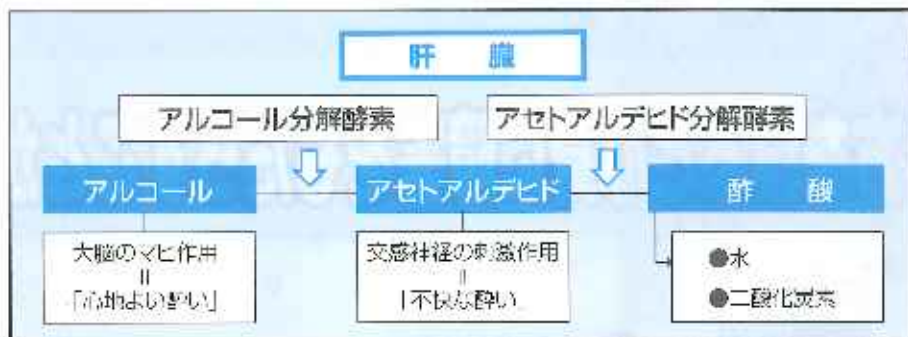 肝　臓
アルコール分解酵素
アセトアルデヒド分解酵素
アルコール
アセトアルデヒド
酢　酸
大脳のマヒ作用
＝
「心地よい酔い」
交感神経の刺激作用
＝
「不快な酔い」
●水
●二酸化炭素